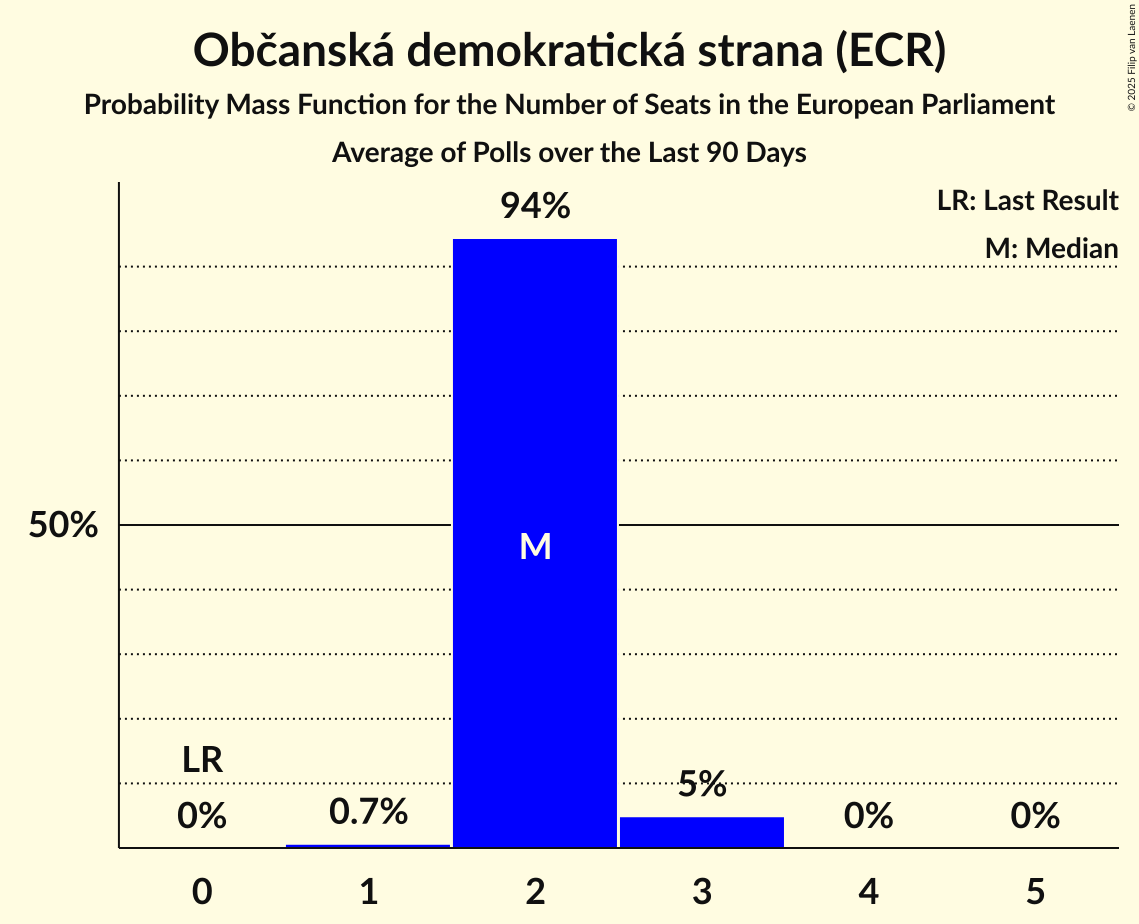 Občanská demokratická strana (ECR)
Probability Mass Function for the Number of Seats in the European Parliament
Average of Polls over the Last 90 Days
© 2025 Filip van Laenen
LR: Last Result
M: Median
94%
50%
M
LR
0%
0.7%
5%
0%
0%
0 1 2 3 4 5